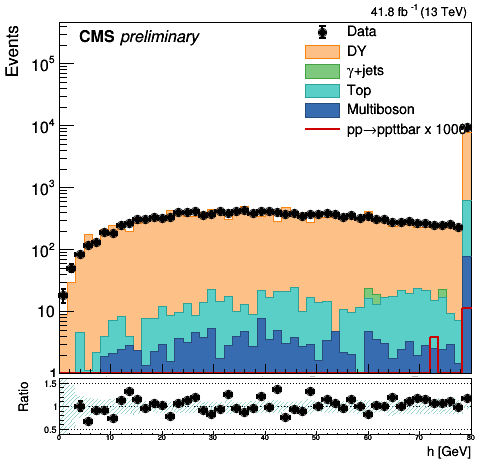 41.8 fb⁻¹ (13 TeV)
CMS preliminary
Data
DY
γ+jets
Top
Multiboson
pp→ppttbar x 1000
Events
10⁵
10⁴
10³
10²
10
1
Ratio
1.5
1
0.5
0 10 20 30 40 50 60 70 80
h [GeV]